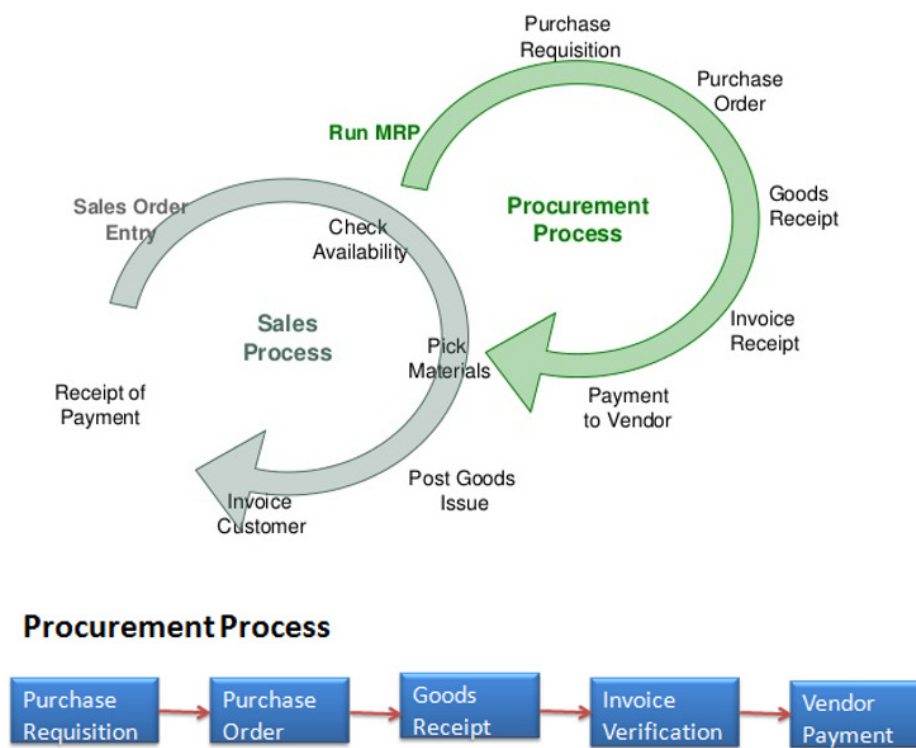 Purchase
Requisition
Purchase
Order
Run MRP
Goods
Receipt
Procurement
Process
Invoice
Receipt
Payment
to Vendor
Sales Order
Entry
Check
Availability
Sales
Process
Pick
Materials
Receipt of
Payment
Post Goods
Issue
Invoice
Customer
Procurement Process
Purchase
Requisition
Purchase
Order
Goods
Receipt
Invoice
Verification
Vendor
Payment